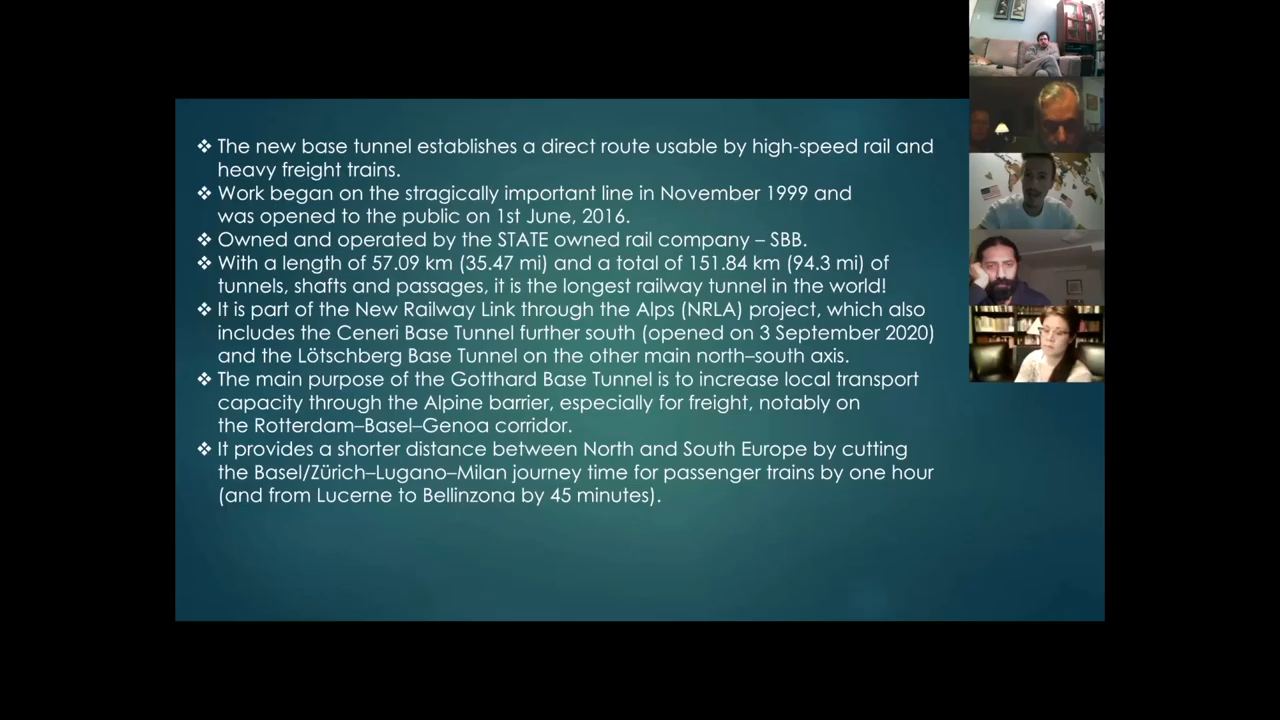 ❖ The new base tunnel establishes a direct route usable by high-speed rail and
heavy freight trains.
❖ Work began on the stragically important line in November 1999 and
was opened to the public on 1st June, 2016.
❖ Owned and operated by the STATE owned rail company – SBB.
❖ With a length of 57.09 km (35.47 mi) and a total of 151.84 km (94.3 mi) of
tunnels, shafts and passages, it is the longest railway tunnel in the world!
❖ It is part of the New Railway Link through the Alps (NRLA) project, which also
includes the Ceneri Base Tunnel further south (opened on 3 September 2020)
and the Lötschberg Base Tunnel on the other main north–south axis.
❖ The main purpose of the Gotthard Base Tunnel is to increase local transport
capacity through the Alpine barrier, especially for freight, notably on
the Rotterdam–Basel–Genoa corridor.
❖ It provides a shorter distance between North and South Europe by cutting
the Basel/Zürich–Lugano–Milan journey time for passenger trains by one hour
(and from Lucerne to Bellinzona by 45 minutes).